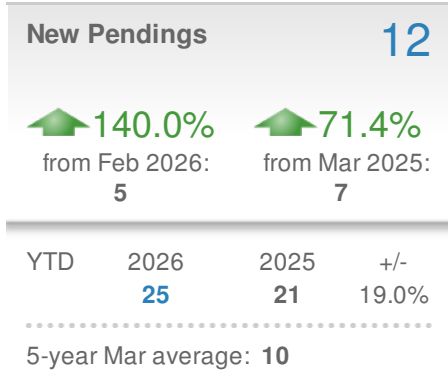 New Pendings 12
140.0% 71.4%
from Feb 2026: from Mar 2025:
5 7
YTD 2026 2025 +/-
25 21 19.0%
5-year Mar average: 10